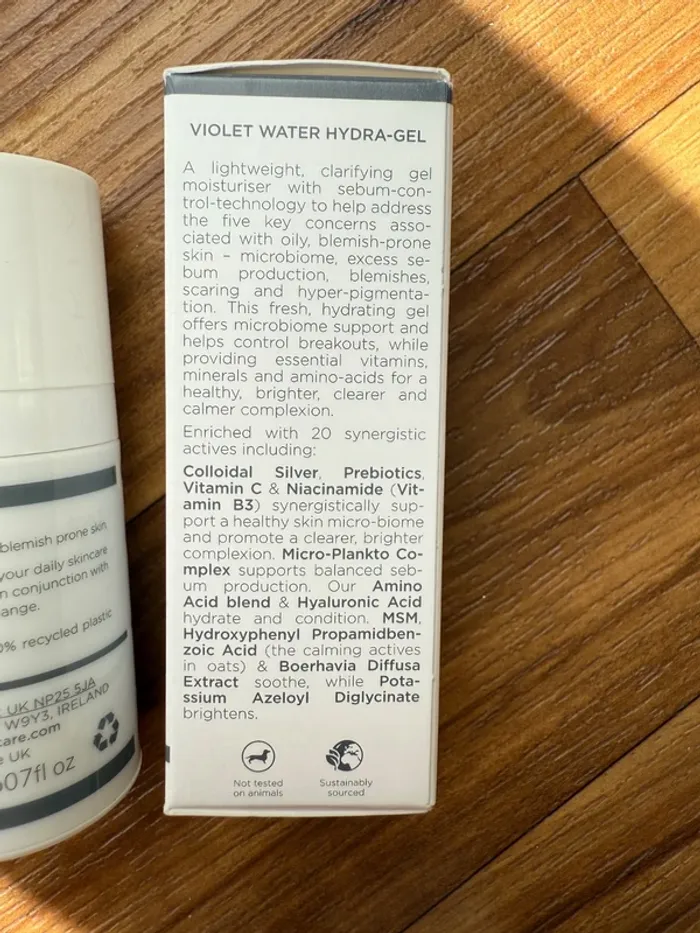 VIOLET WATER HYDRA-GEL
A lightweight, clarifying gel
moisturiser with sebum-con-
trol-technology to help address
the five key concerns asso-
ciated with oily, blemish-prone
skin – microbiome, excess se-
bum production, blemishes,
scaring and hyper-pigmenta-
tion. This fresh, hydrating gel
offers microbiome support and
helps control breakouts, while
providing essential vitamins,
minerals and amino-acids for a
healthy, brighter, clearer and
calmer complexion.
Enriched with 20 synergistic
actives including:
Colloidal Silver, Prebiotics,
Vitamin C & Niacinamide (Vit-
amin B3) synergistically sup-
port a healthy skin micro-biome
and promote a clearer, brighter
complexion. Micro-Plankto Co-
mplex supports balanced seb-
um production. Our Amino
Acid blend & Hyaluronic Acid
hydrate and condition. MSM,
Hydroxyphenyl Propamidben-
zoic Acid (the calming actives
in oats) & Boerhavia Diffusa
Extract soothe, while Pota-
ssium Azeloyl Diglycinate
brightens.
Not tested
on animals
Sustainably
sourced
blemish prone skin,
your daily skincare
in conjunction with
ange.
0% recycled plastic
UK NP25 5JA
W9Y3, IRELAND
care.com
UK
07fl oz